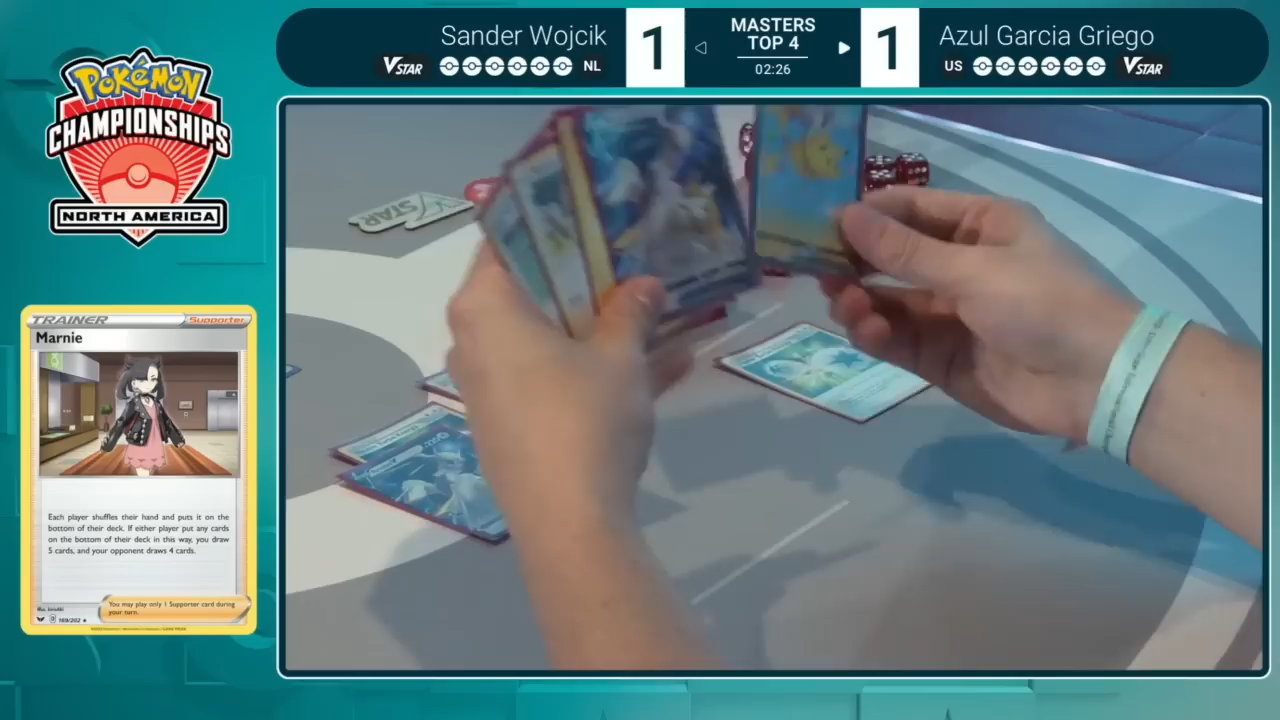 Sander Wojcik
VSTAR
NL
1
MASTERS
TOP 4
02:26
1
Azul Garcia Griego
US
VSTAR
Pokémon
CHAMPIONSHIPS
NORTH AMERICA
TRAINER
Supporter
Marnie
Each player shuffles their hand and puts it on the
bottom of their deck. If either player put any cards
on the bottom of their deck in this way, you draw
5 cards, and your opponent draws 4 cards.
You may play only 1 Supporter card during
your turn.
169/202
VSTAR